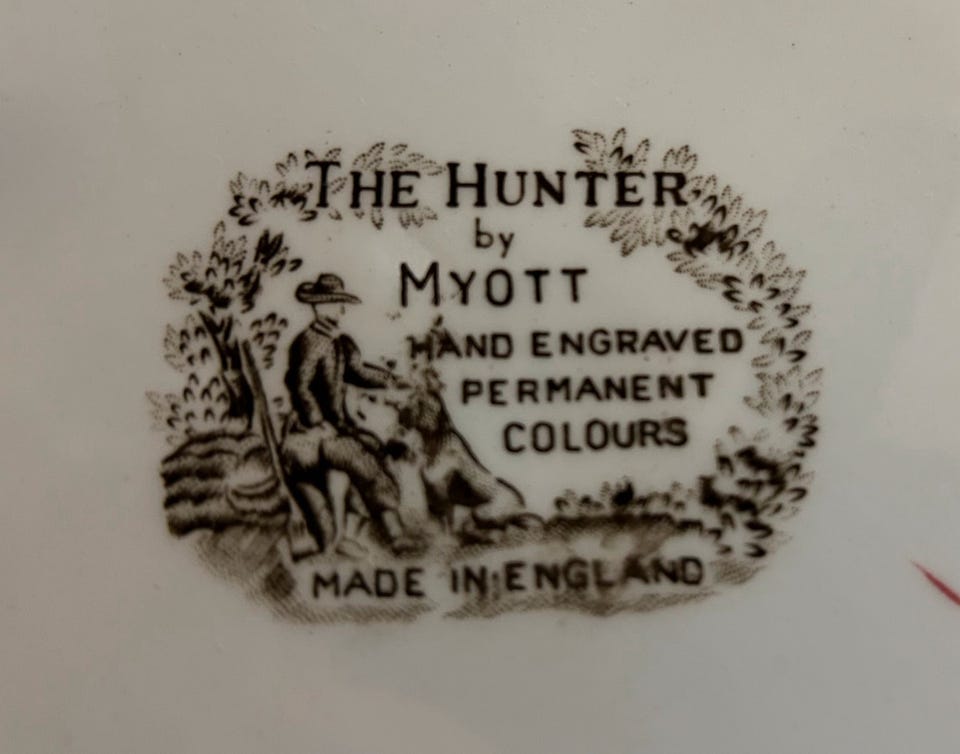 THE HUNTER
by
MYOTT
HAND ENGRAVED
PERMANENT
COLOURS
MADE IN ENGLAND